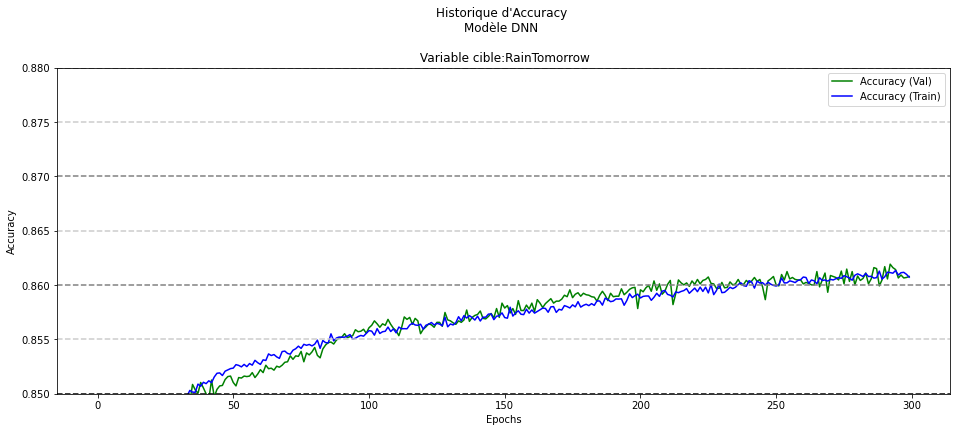 Historique d'Accuracy
Modèle DNN
Variable cible:RainTomorrow
0.880
0.875
0.870
0.865
0.860
0.855
0.850
Accuracy
Accuracy (Val)
Accuracy (Train)
0
50
100
150
200
250
300
Epochs